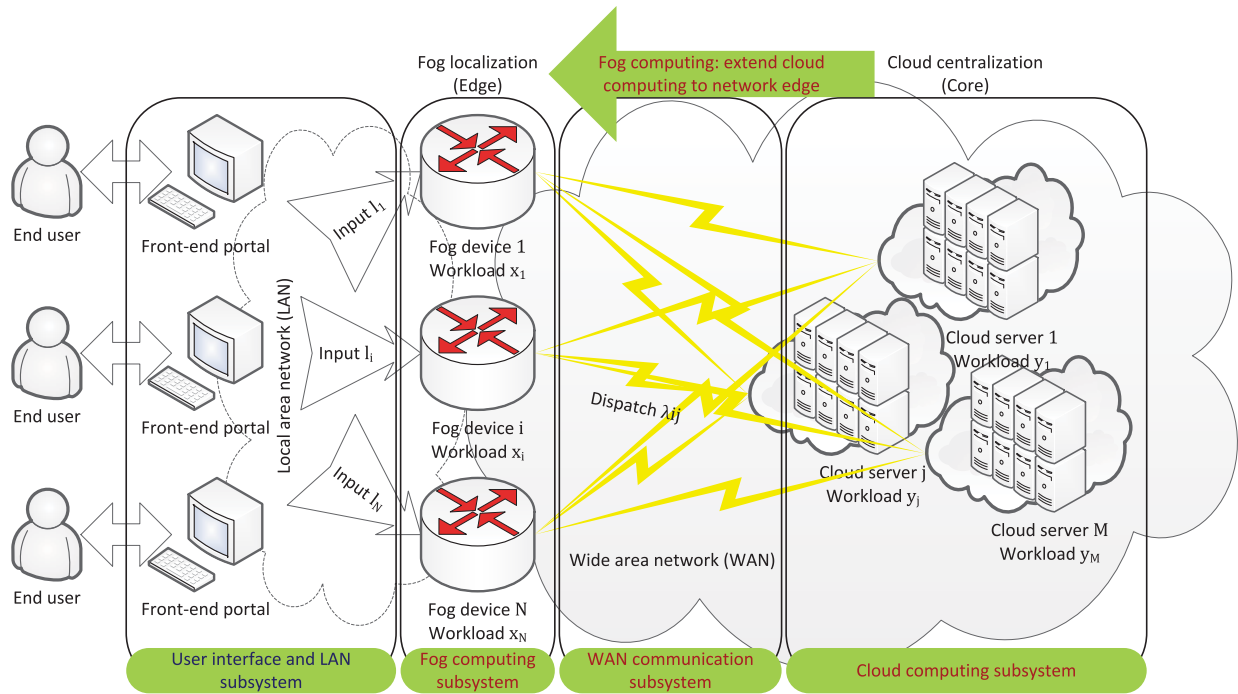 Fog localization
(Edge)
Fog computing: extend cloud
computing to network edge
Cloud centralization
(Core)
End user
Front-end portal
Input l₁
Fog device 1
Workload x₁
Cloud server 1
Workload y₁
Local area network (LAN)
End user
Front-end portal
Input lᵢ
Fog device i
Workload xᵢ
Dispatch λij
Cloud server j
Workload yⱼ
Cloud server M
Workload y_M
End user
Front-end portal
Input l_N
Fog device N
Workload x_N
Wide area network (WAN)
User interface and LAN
subsystem
Fog computing
subsystem
WAN communication
subsystem
Cloud computing subsystem